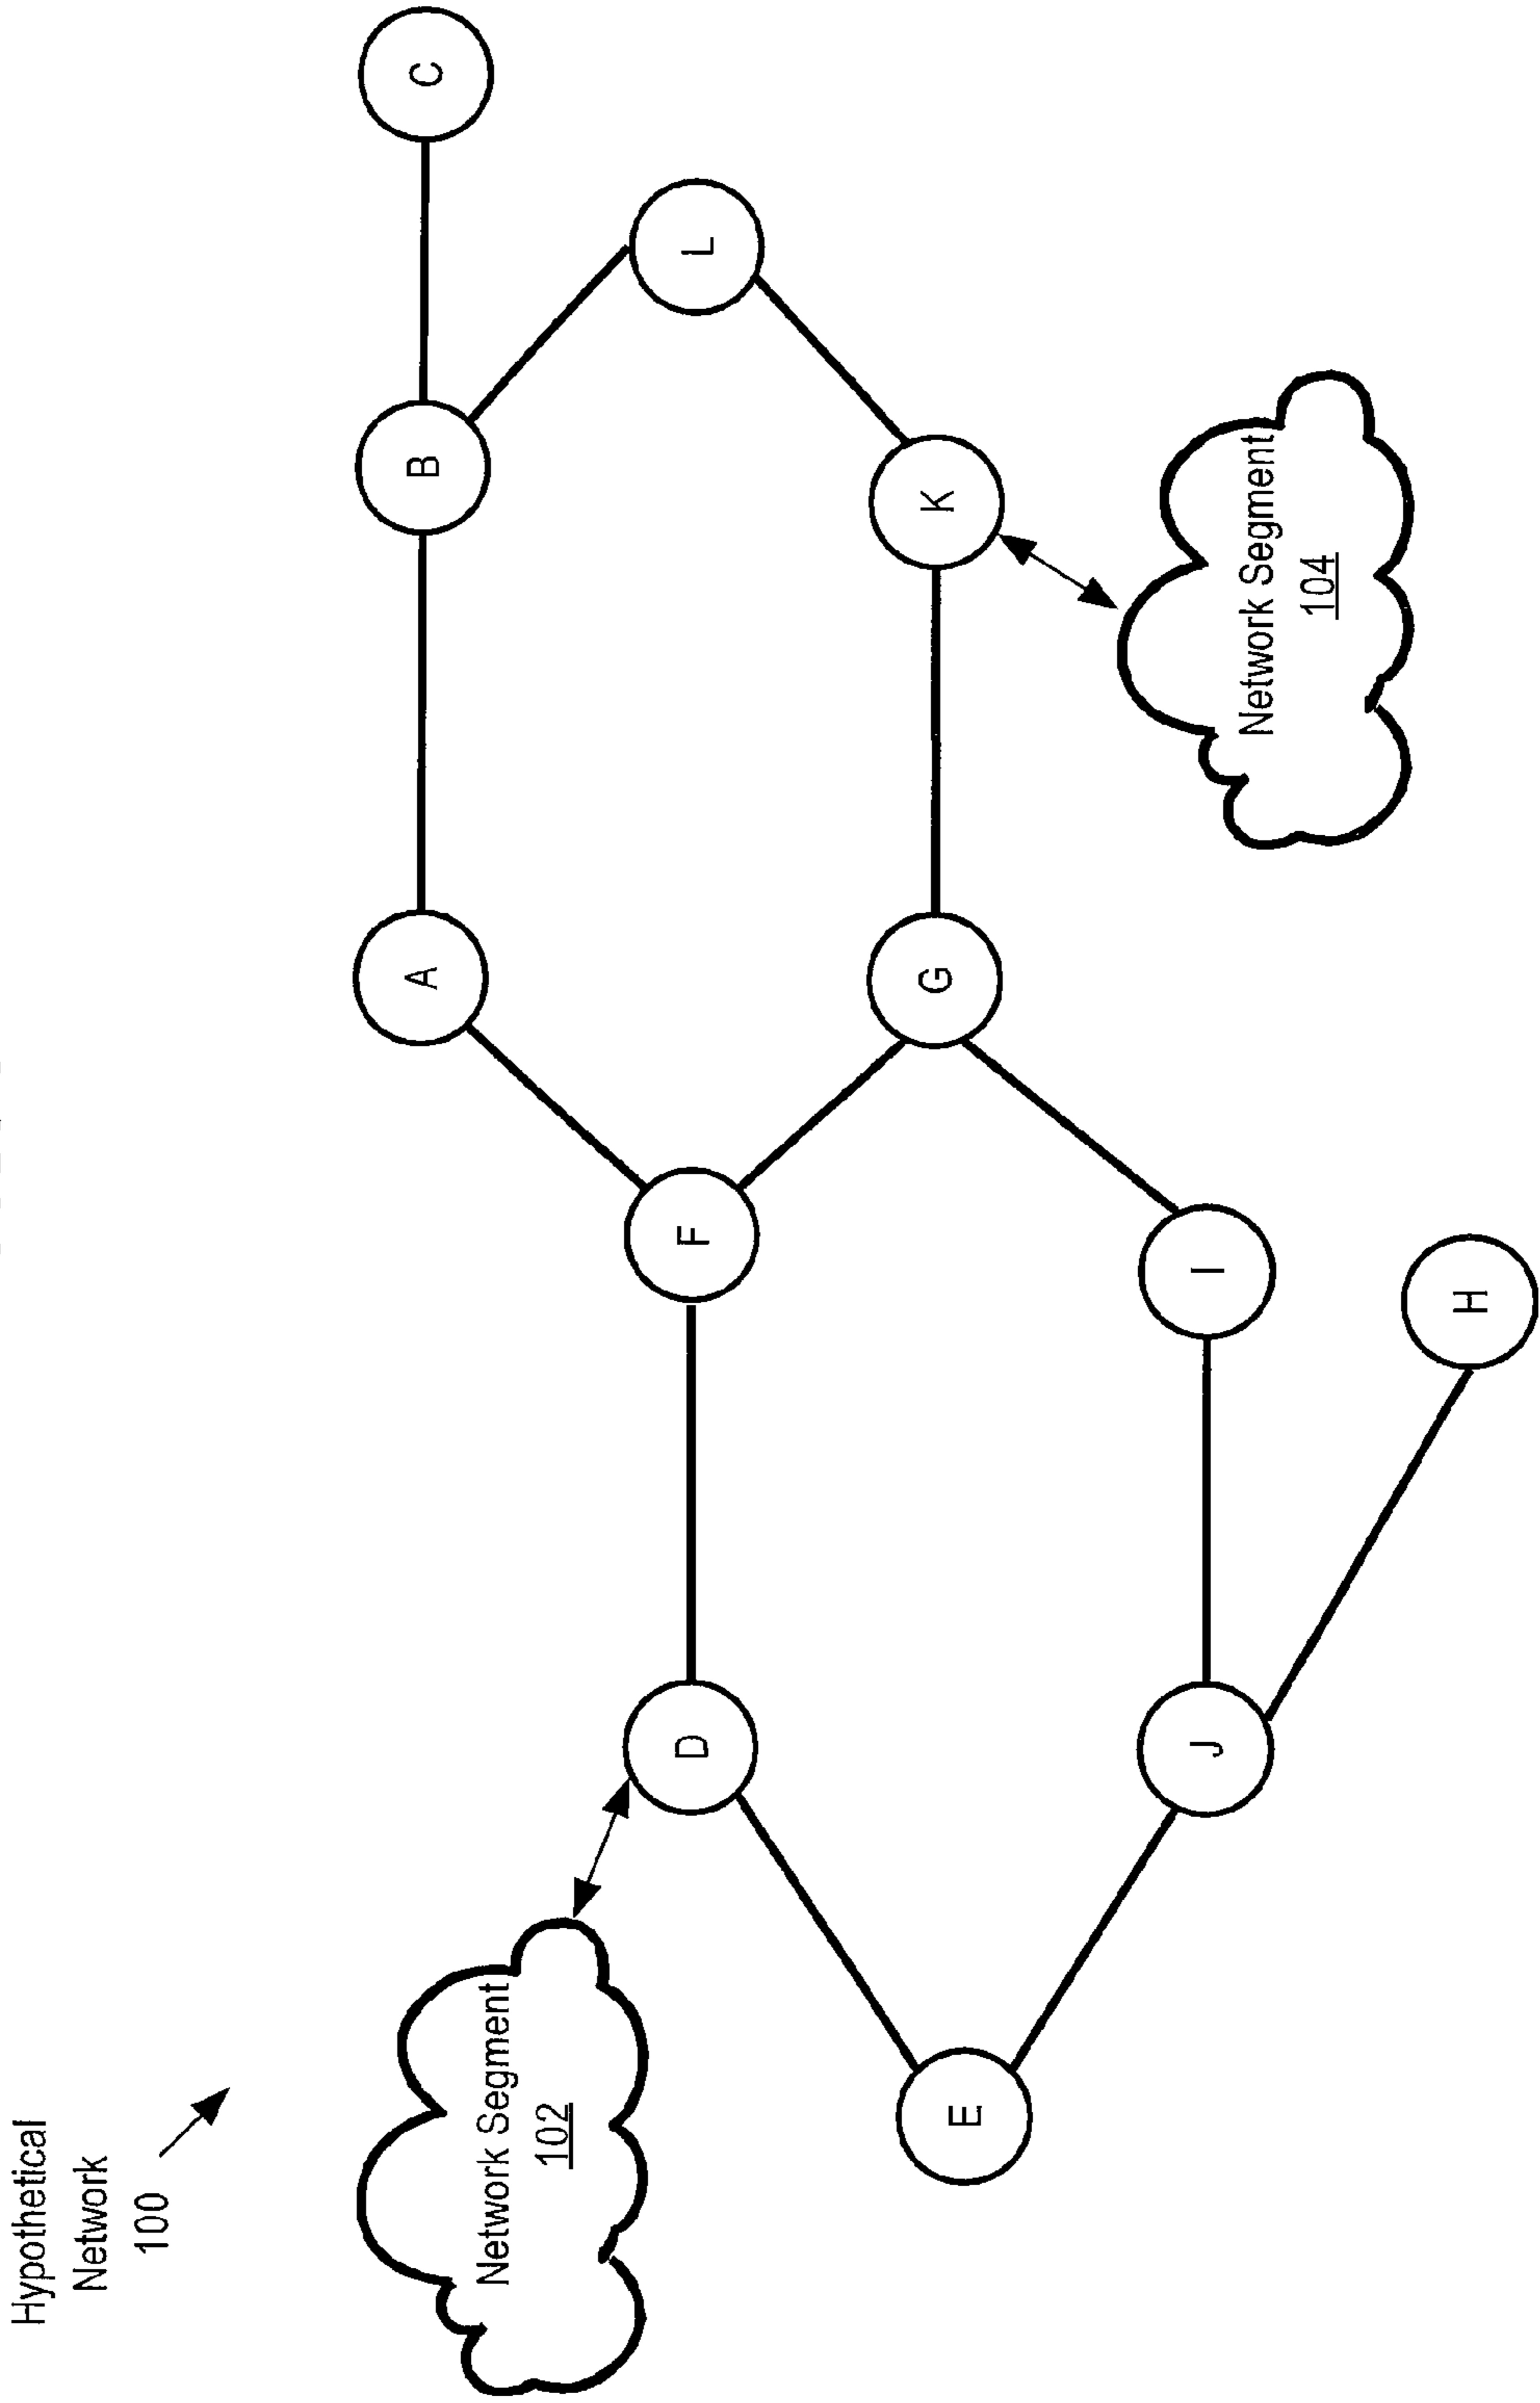 Hypothetical
Network
100
Network Segment
102
D
E
F
A
B
C
L
G
K
J
I
H
Network Segment
104